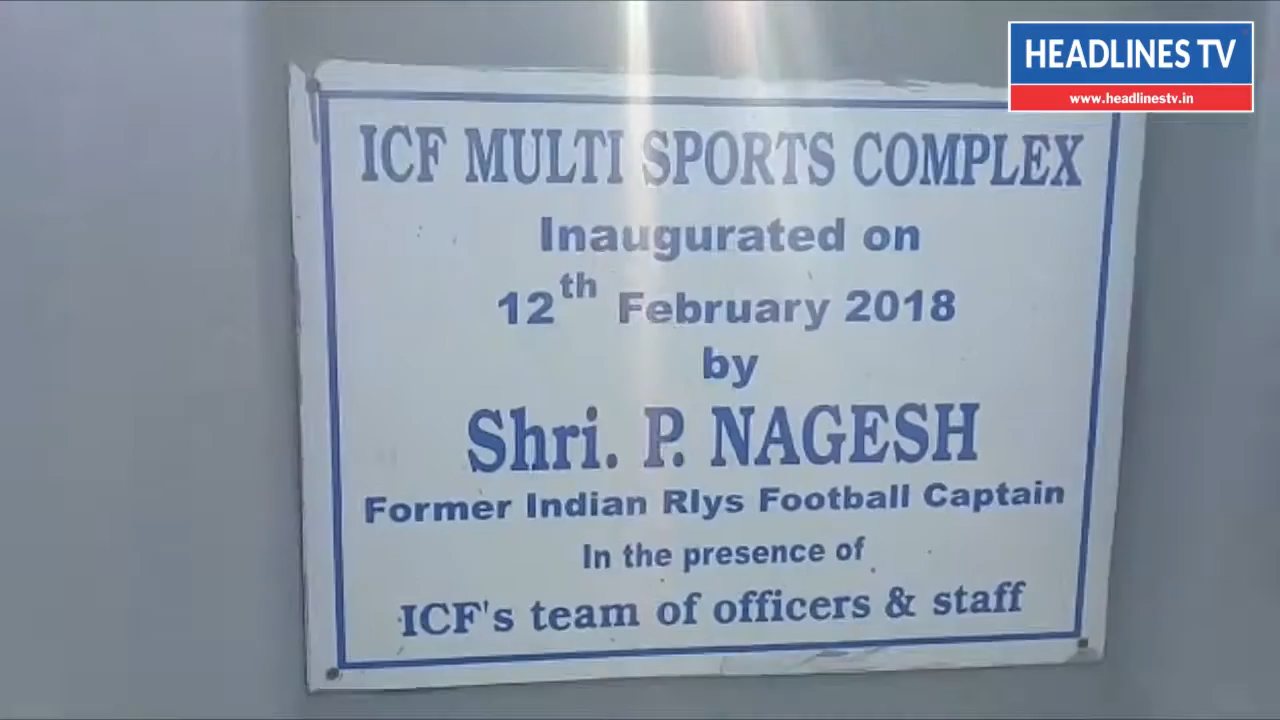 HEADLINES TV
www.headlinestv.in
ICF MULTI SPORTS COMPLEX
Inaugurated on
12th February 2018
by
Shri. P. NAGESH
Former Indian Rlys Football Captain
In the presence of
ICF's team of officers & staff